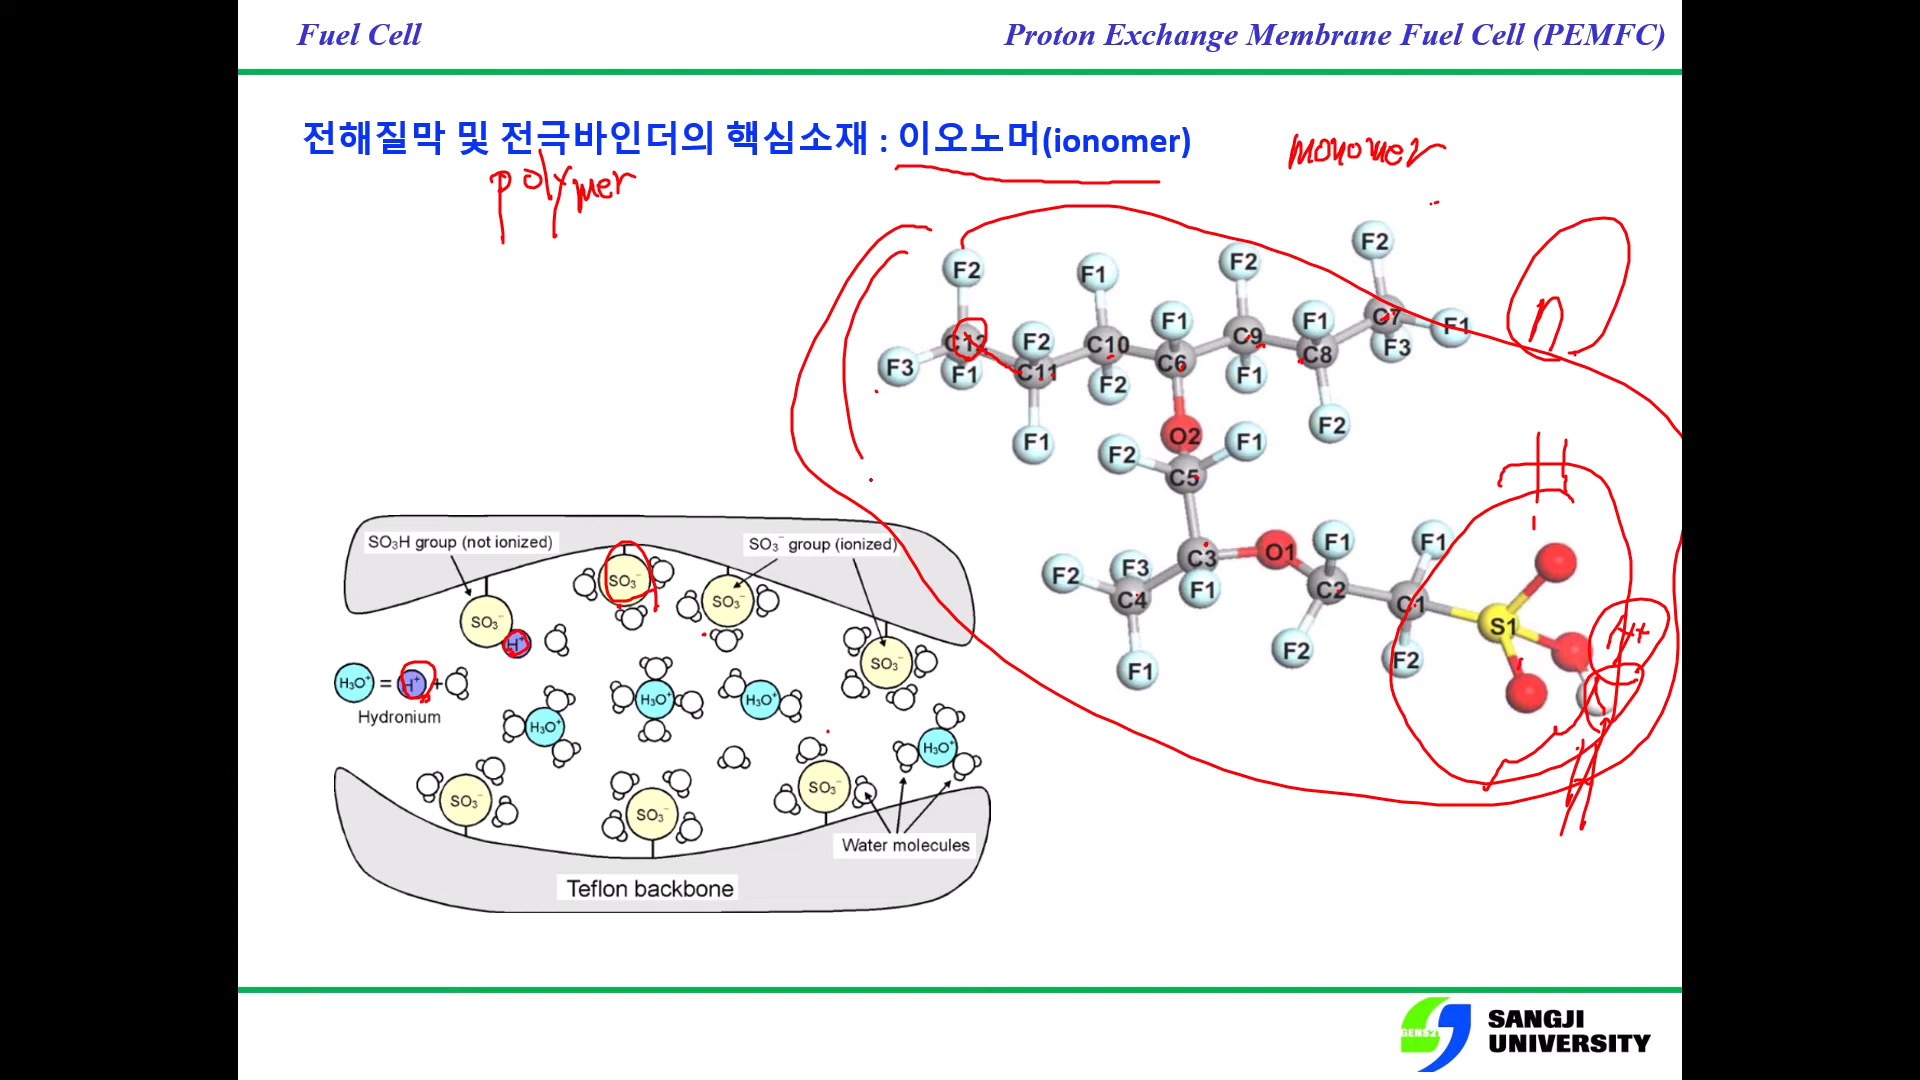 Fuel Cell
Proton Exchange Membrane Fuel Cell (PEMFC)
전해질막 및 전극바인더의 핵심소재 : 이오노머(ionomer)
monomer
polymer
n
F2 F1 F2 F2
C12 F2 C10 F1 C9 F1 C7 F1
F3 F1 C11 F2 C6 F1 C8 F3
F1 F2
O2
F2 F1
C5
F2 F3 C3 O1 F1 F1
C4 F1 C2 C1 S1
F1 F2 F2
H+
SO₃H group (not ionized)
SO₃⁻ group (ionized)
SO₃⁻ SO₃⁻ SO₃⁻ SO₃⁻
H⁺
H₃O⁺ = H⁺ +
Hydronium
H₃O⁺ H₃O⁺ H₃O⁺ H₃O⁺
SO₃⁻ SO₃⁻ SO₃⁻
Water molecules
Teflon backbone
GENS21
SANGJI
UNIVERSITY